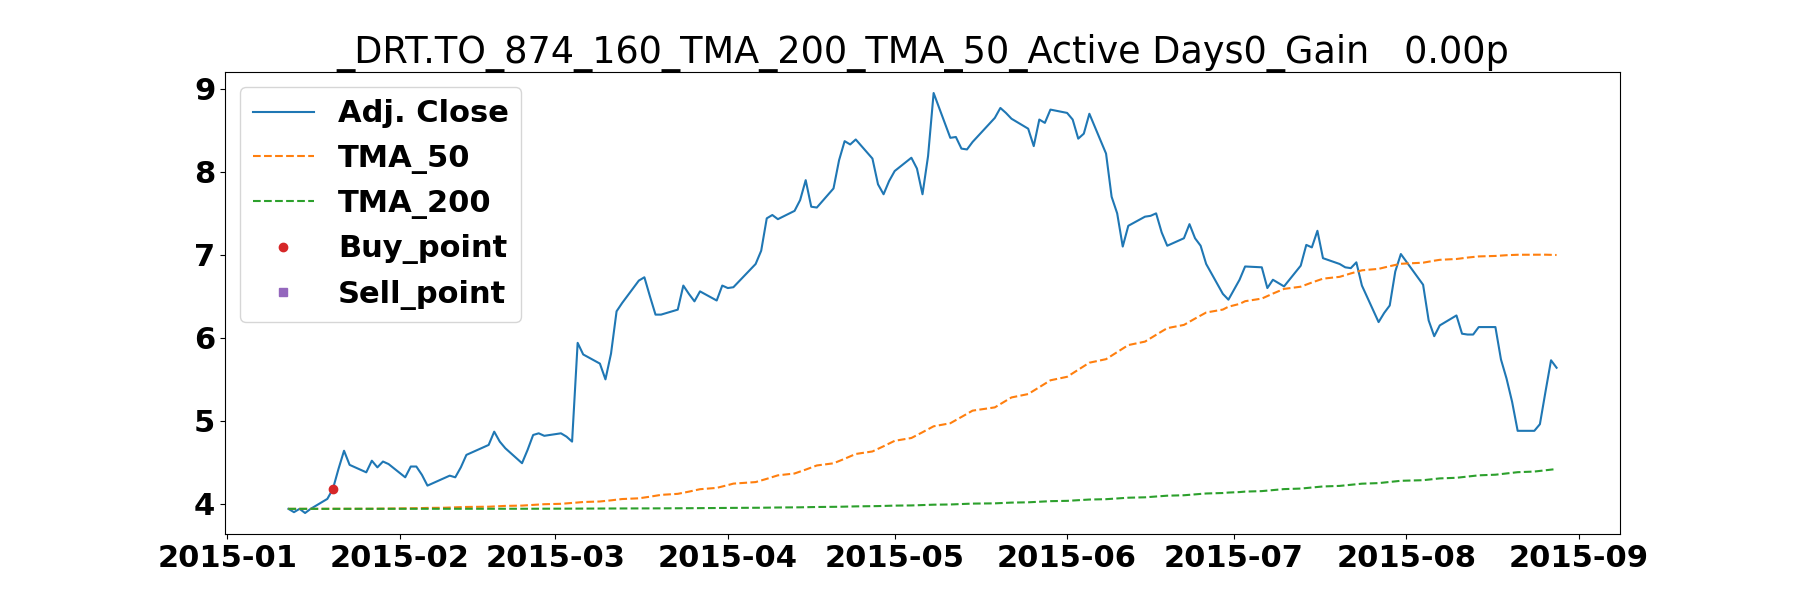 _DRT.TO_874_160_TMA_200_TMA_50_Active Days0_Gain   0.00p
9
8
7
6
5
4
Adj. Close
TMA_50
TMA_200
Buy_point
Sell_point
2015-01 2015-02 2015-03 2015-04 2015-05 2015-06 2015-07 2015-08 2015-09